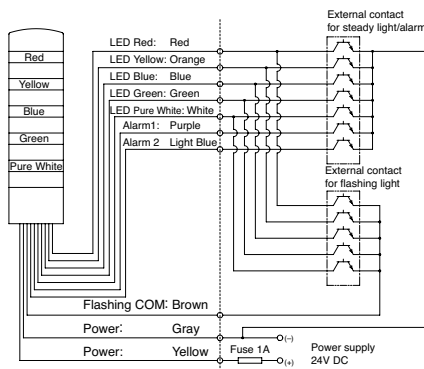 External contact
for steady light/alarm
LED Red: Red
LED Yellow: Orange
LED Blue: Blue
LED Green: Green
LED Pure White: White
Alarm1: Purple
Alarm 2 Light Blue
Red
Yellow
Blue
Green
Pure White
External contact
for flashing light
Flashing COM: Brown
Power: Gray
Power: Yellow
Fuse 1A
(−)
(+)
Power supply
24V DC